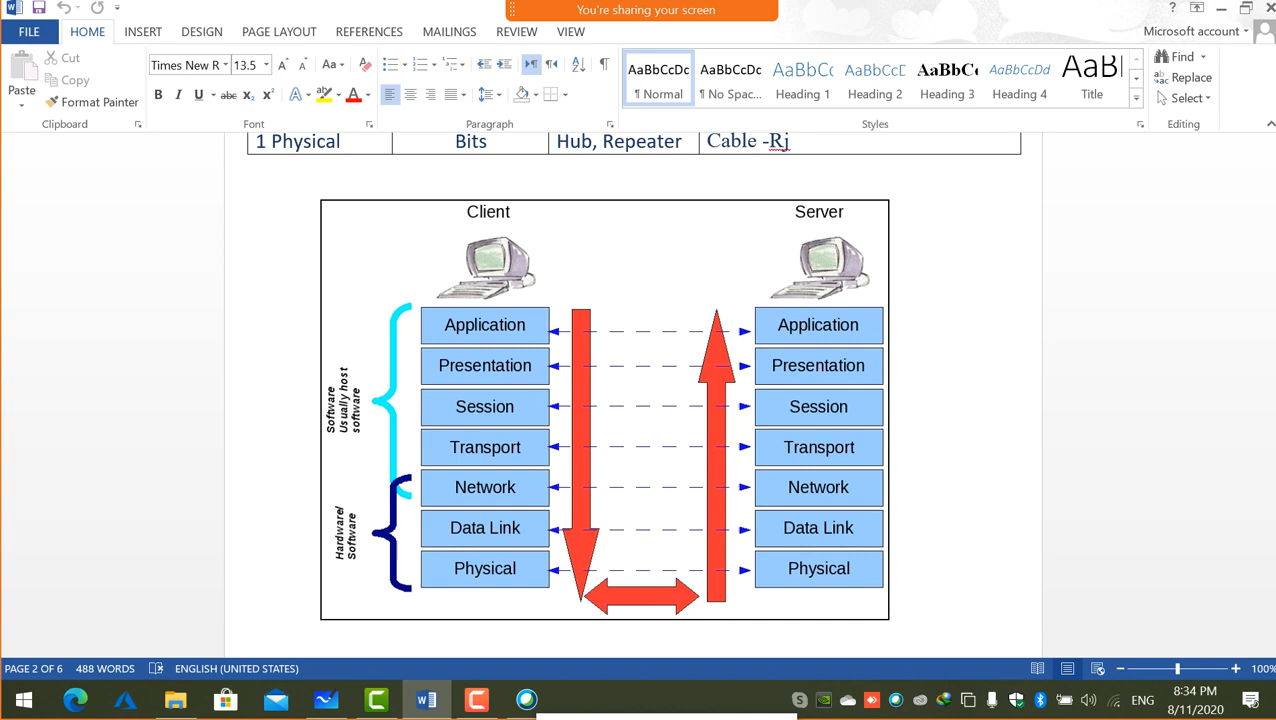 You're sharing your screen
FILE HOME INSERT DESIGN PAGE LAYOUT REFERENCES MAILINGS REVIEW VIEW Microsoft account
Cut
Copy
Format Painter
Paste
Clipboard
Times New R 13.5
Font
Paragraph
AaBbCcDc AaBbCcDc AaBbCc AaBbCcDc AaBbCc AaBbCcDc AaB
¶ Normal ¶ No Spac... Heading 1 Heading 2 Heading 3 Heading 4 Title
Styles
Find
Replace
Select
Editing
1 Physical Bits Hub, Repeater Cable -Rj
Client Server
Application Application
Presentation Presentation
Session Session
Transport Transport
Network Network
Data Link Data Link
Physical Physical
Software
Usually host
software
Hardware/
Software
PAGE 2 OF 6 488 WORDS ENGLISH (UNITED STATES) 100%
ENG 8:34 PM
8/11/2020